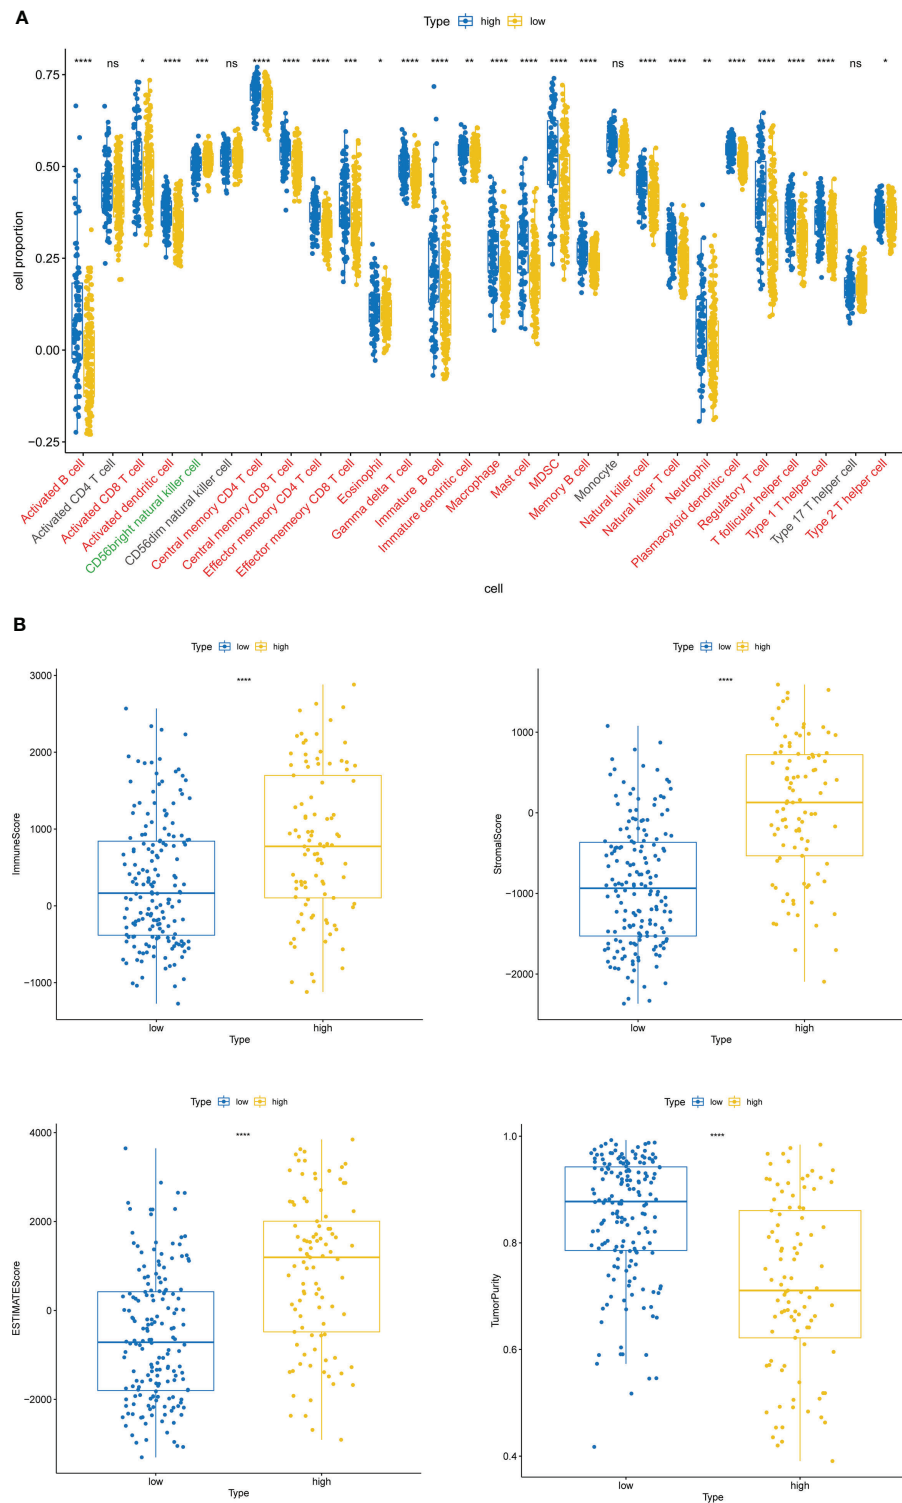 A
Type high low
**** ns * **** *** ns **** **** **** *** * **** **** ** **** **** **** **** ns **** **** ** **** **** **** **** ns *
0.75
0.50
0.25
0.00
−0.25
cell proportion
Activated B cell
Activated CD4 T cell
Activated CD8 T cell
Activated dendritic cell
CD56bright natural killer cell
CD56dim natural killer cell
Central memory CD4 T cell
Central memory CD8 T cell
Effector memeory CD4 T cell
Effector memeory CD8 T cell
Eosinophil
Gamma delta T cell
Immature B cell
Immature dendritic cell
Macrophage
Mast cell
MDSC
Memory B cell
Monocyte
Natural killer cell
Natural killer T cell
Neutrophil
Plasmacytoid dendritic cell
Regulatory T cell
T follicular helper cell
Type 1 T helper cell
Type 17 T helper cell
Type 2 T helper cell
cell
B
Type low high
****
3000
2000
1000
0
−1000
ImmuneScore
low high
Type
Type low high
****
1000
0
−1000
−2000
StromalScore
low high
Type
Type low high
****
4000
2000
0
−2000
ESTIMATEScore
low high
Type
Type low high
****
1.0
0.8
0.6
0.4
TumorPurity
low high
Type